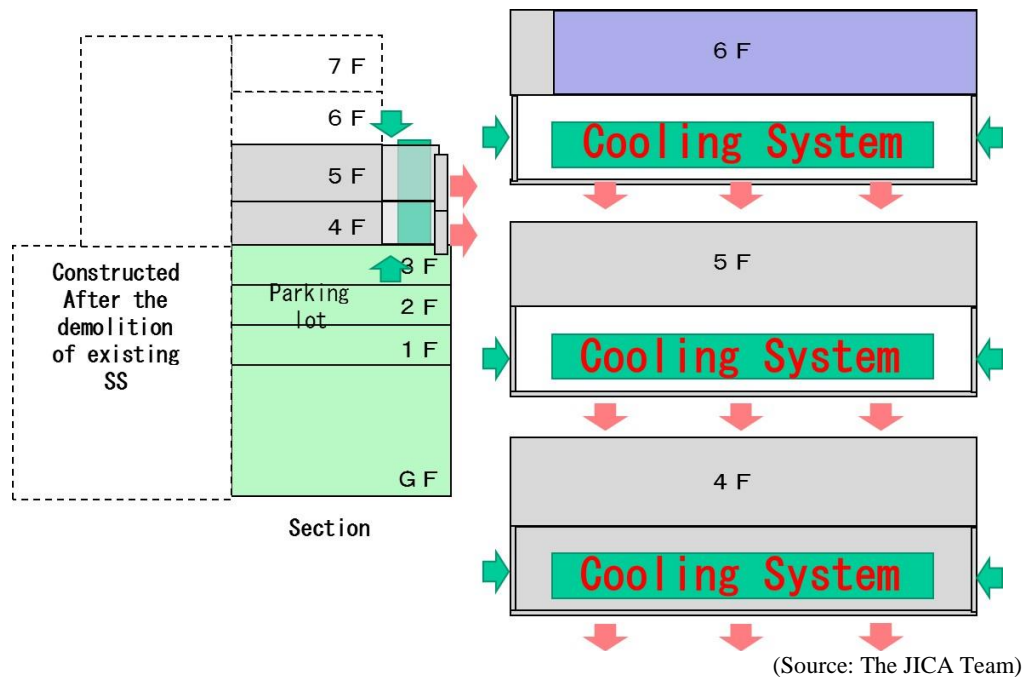 7 F
6 F
5 F
4 F
3 F
Parking
lot
2 F
1 F
G F
Constructed
After the
demolition
of existing
SS
Section
6 F
Cooling System
5 F
Cooling System
4 F
Cooling System
(Source: The JICA Team)